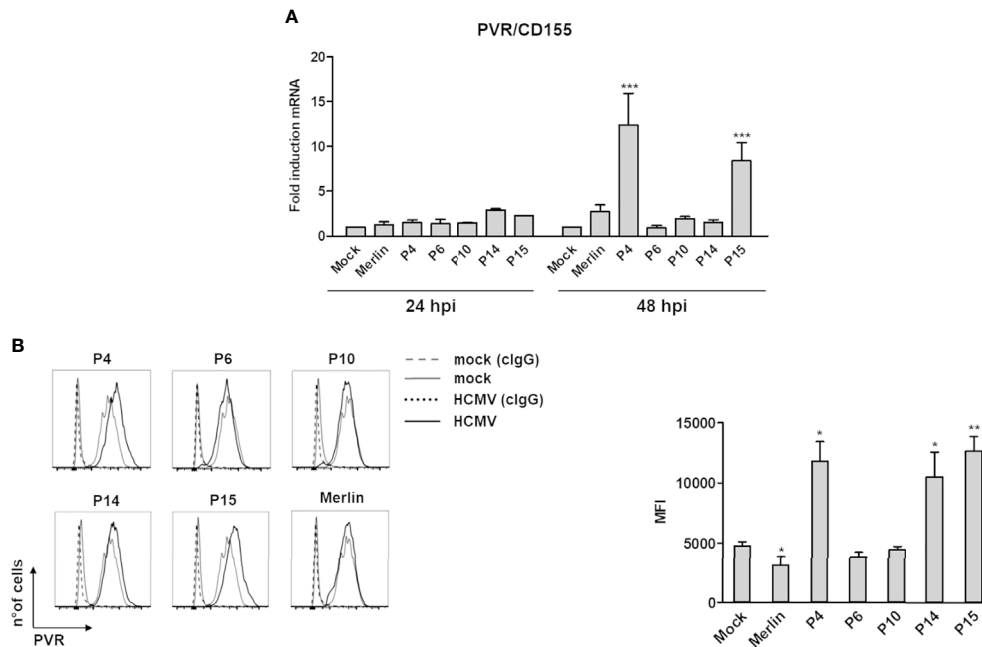 A
PVR/CD155
Fold induction mRNA
20
15
10
5
0
***
***
Mock
Merlin
P4
P6
P10
P14
P15
Mock
Merlin
P4
P6
P10
P14
P15
24 hpi
48 hpi
B
P4
P6
P10
mock (cIgG)
mock
HCMV (cIgG)
HCMV
P14
P15
Merlin
n°of cells
PVR
MFI
15000
10000
5000
0
*
*
*
**
Mock
Merlin
P4
P6
P10
P14
P15